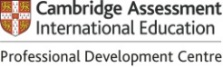 Cambridge Assessment
International Education
Professional Development Centre